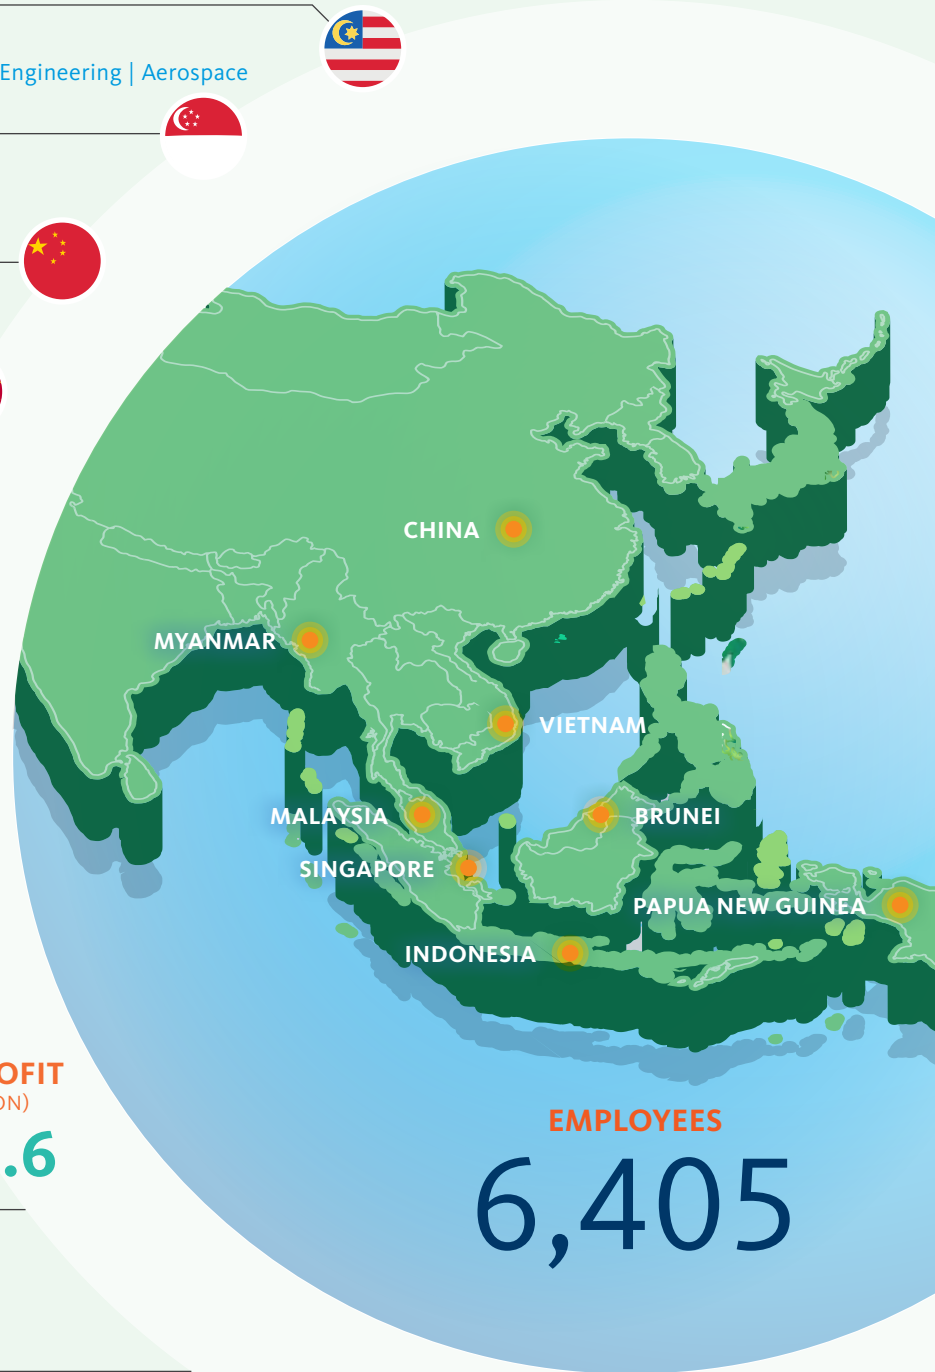 Engineering | Aerospace
CHINA
MYANMAR
VIETNAM
MALAYSIA
BRUNEI
SINGAPORE
PAPUA NEW GUINEA
INDONESIA
OFIT
ON)
.6
EMPLOYEES
6,405